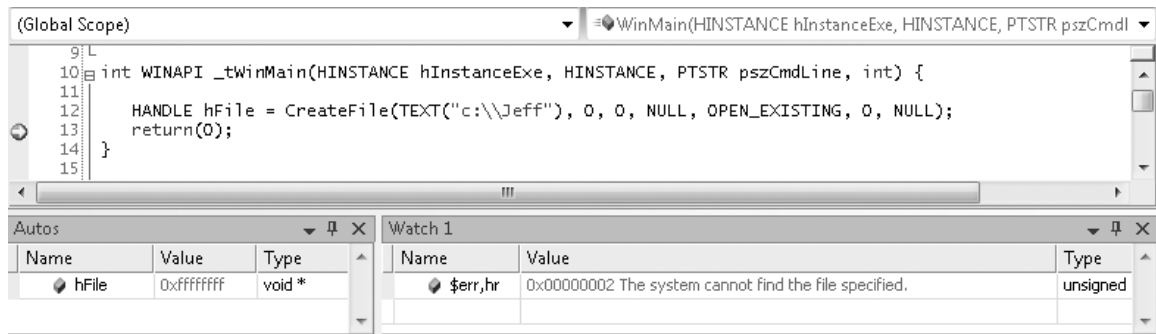 (Global Scope)
WinMain(HINSTANCE hInstanceExe, HINSTANCE, PTSTR pszCmdl
9
10 int WINAPI _tWinMain(HINSTANCE hInstanceExe, HINSTANCE, PTSTR pszCmdLine, int) {
11
12 HANDLE hFile = CreateFile(TEXT("c:\\Jeff"), 0, 0, NULL, OPEN_EXISTING, 0, NULL);
13 return(0);
14 }
15
Autos
Name Value Type
hFile 0xffffffff void *
Watch 1
Name Value Type
$err,hr 0x00000002 The system cannot find the file specified. unsigned